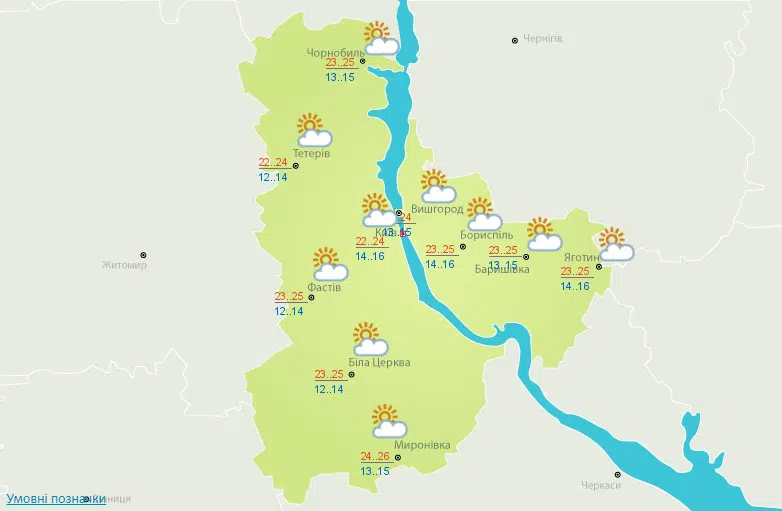 Чернігів
Чорнобиль
23..25
13..15
Тетерів
22..24
12..14
Вишгород
24
13..15
Київ
22..24
14..16
Бориспіль
23..25
14..16
23..25
13..15
Баришівка
Яготин
23..25
14..16
Житомир
Фастів
23..25
12..14
Біла Церква
23..25
12..14
Миронівка
24..26
13..15
Черкаси
Умовні позначки